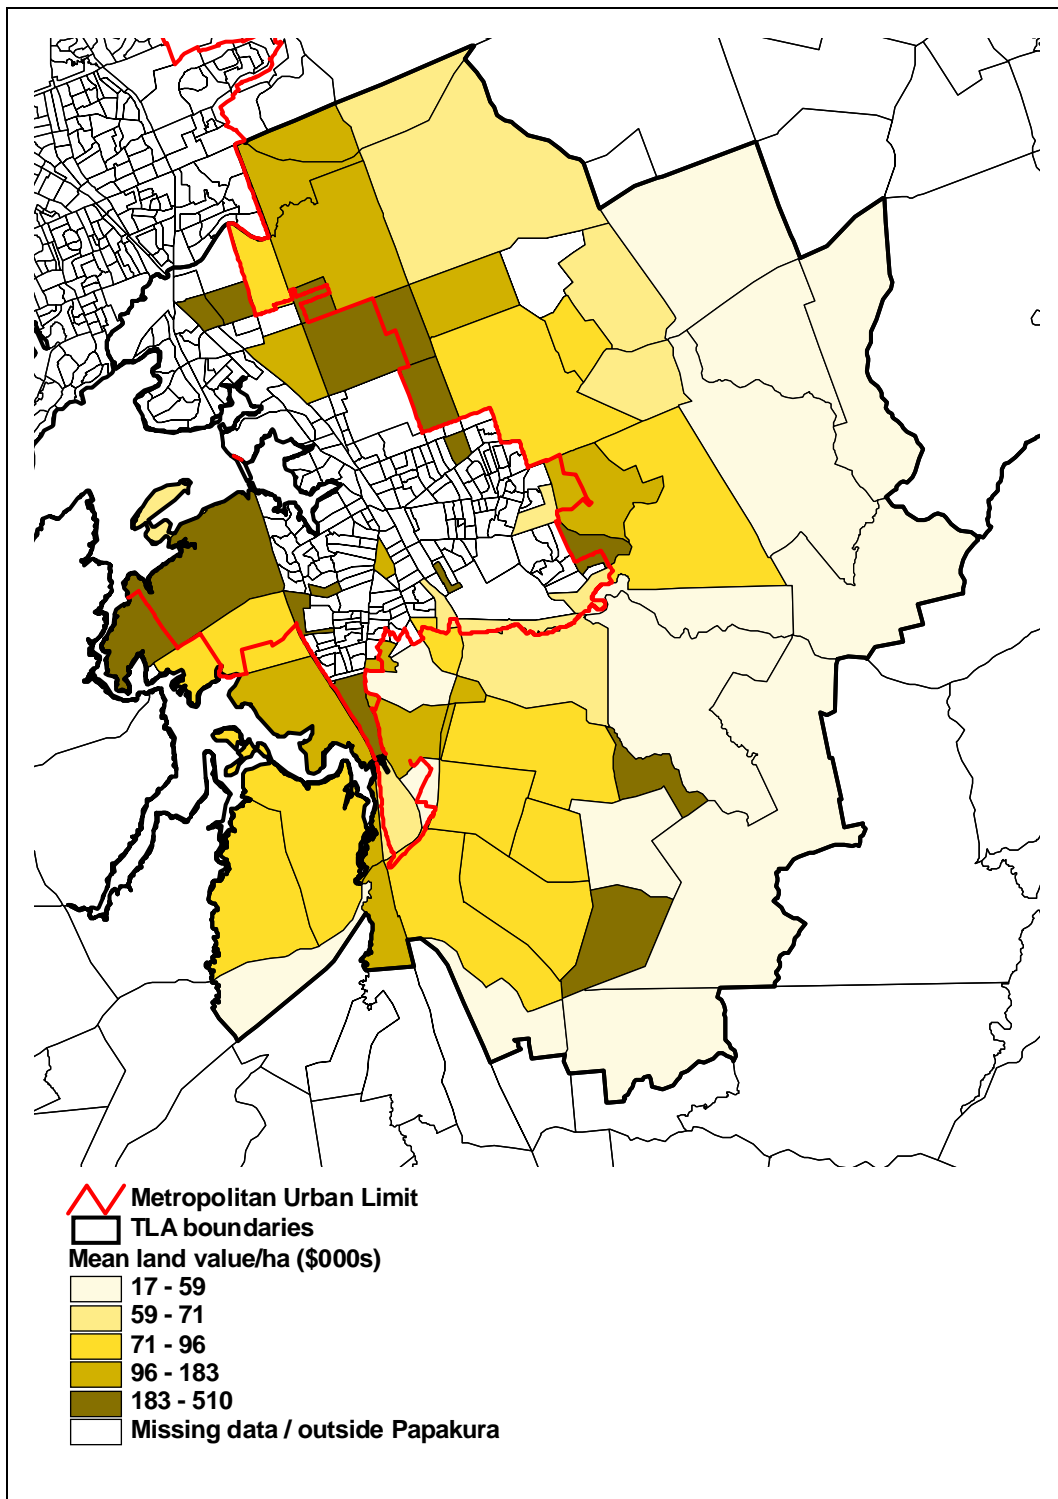 Metropolitan Urban Limit
TLA boundaries
Mean land value/ha ($000s)
17 - 59
59 - 71
71 - 96
96 - 183
183 - 510
Missing data / outside Papakura